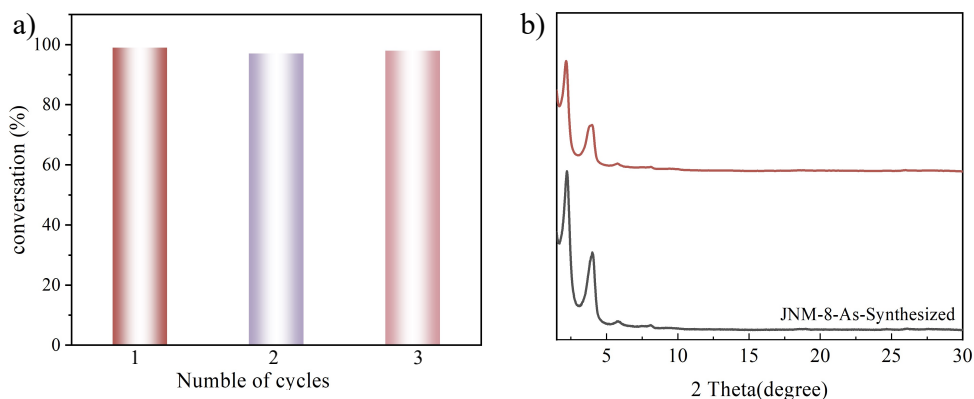 a)
100
80
60
40
20
0
conversation (%)
1 2 3
Numble of cycles
b)
JNM-8-As-Synthesized
5 10 15 20 25 30
2 Theta(degree)